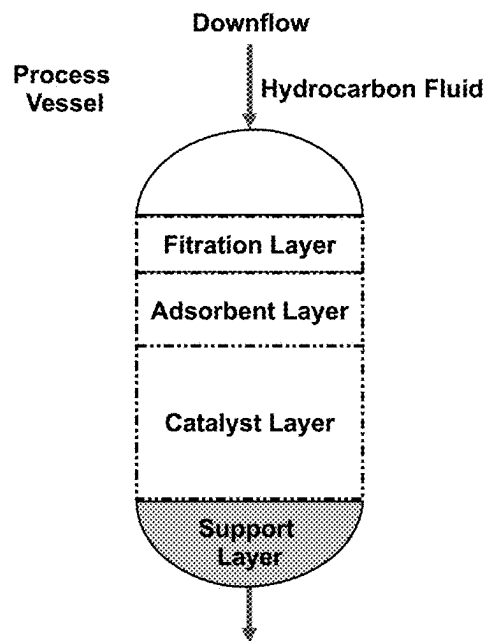 Downflow
Process
Vessel
Hydrocarbon Fluid
Fitration Layer
Adsorbent Layer
Catalyst Layer
Support
Layer